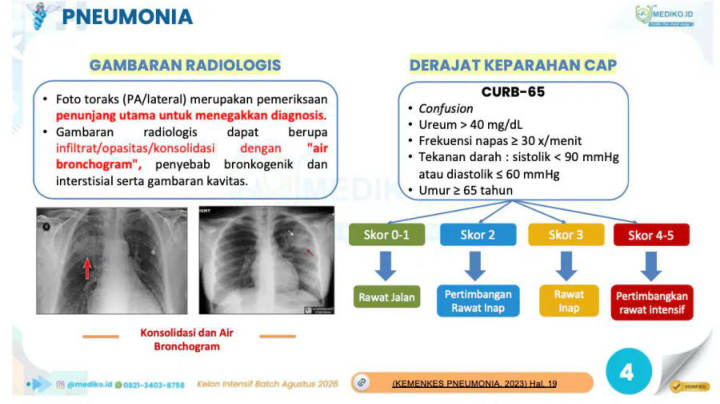 PNEUMONIA
MEDIKO.ID
GAMBARAN RADIOLOGIS
• Foto toraks (PA/lateral) merupakan pemeriksaan
penunjang utama untuk menegakkan diagnosis.
• Gambaran radiologis dapat berupa
infiltrat/opasitas/konsolidasi dengan "air
bronchogram", penyebab bronkogenik dan
interstisial serta gambaran kavitas.
Konsolidasi dan Air
Bronchogram
DERAJAT KEPARAHAN CAP
CURB-65
• Confusion
• Ureum > 40 mg/dL
• Frekuensi napas ≥ 30 x/menit
• Tekanan darah : sistolik < 90 mmHg
atau diastolik ≤ 60 mmHg
• Umur ≥ 65 tahun
Skor 0-1
Skor 2
Skor 3
Skor 4-5
Rawat Jalan
Pertimbangan
Rawat Inap
Rawat
Inap
Pertimbangkan
rawat intensif
MEDIKO
@mediko.id
0821-3403-8758
Kelan Intensif Batch Agustus 2026
(KEMENKES PNEUMONIA, 2023) Hal. 19
4